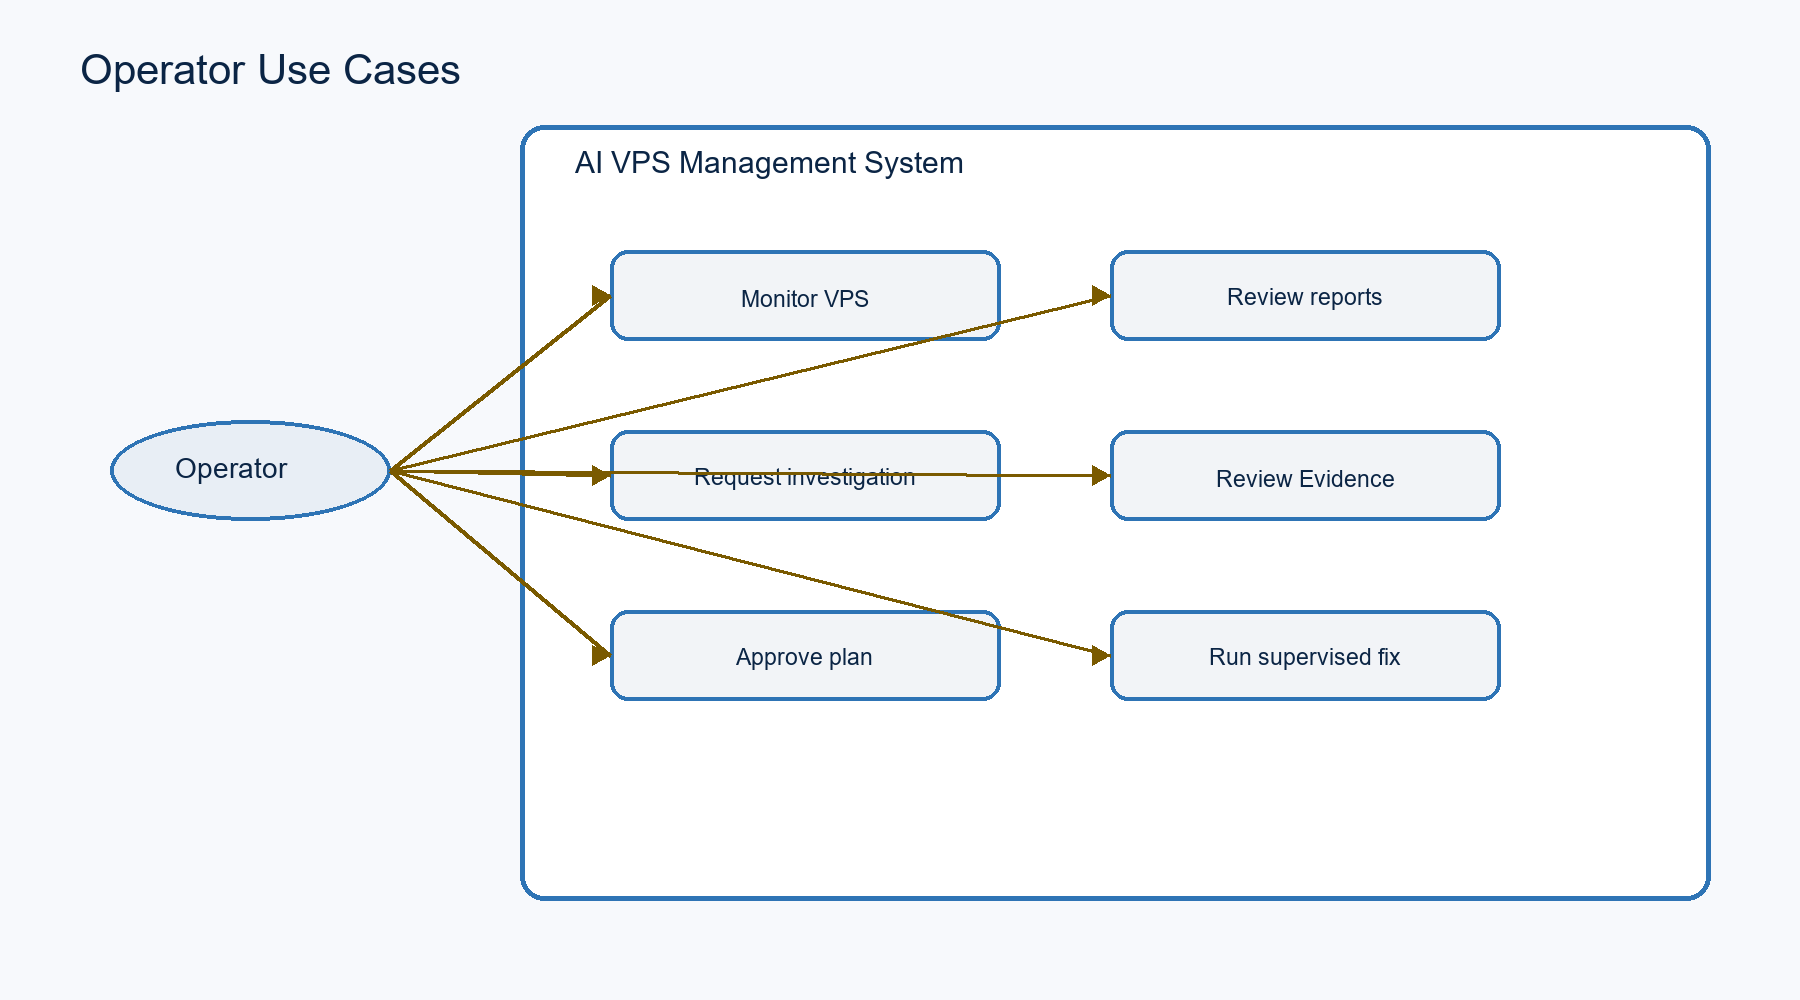 Operator Use Cases
AI VPS Management System
Monitor VPS
Review reports
Operator
Request investigation
Review Evidence
Approve plan
Run supervised fix